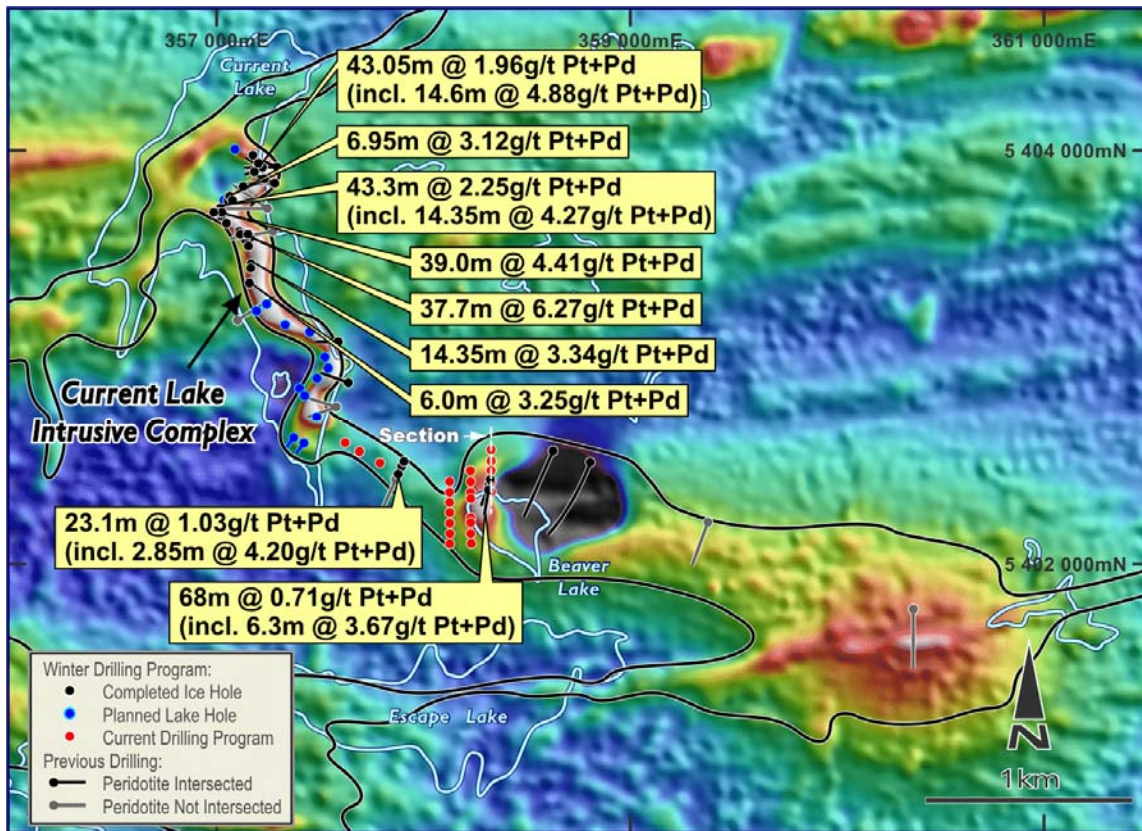 357 000mE
359 000mE
361 000mE
Current
Lake
43.05m @ 1.96g/t Pt+Pd
(incl. 14.6m @ 4.88g/t Pt+Pd)
6.95m @ 3.12g/t Pt+Pd
5 404 000mN
43.3m @ 2.25g/t Pt+Pd
(incl. 14.35m @ 4.27g/t Pt+Pd)
39.0m @ 4.41g/t Pt+Pd
37.7m @ 6.27g/t Pt+Pd
14.35m @ 3.34g/t Pt+Pd
6.0m @ 3.25g/t Pt+Pd
Current Lake
Intrusive Complex
Section
23.1m @ 1.03g/t Pt+Pd
(incl. 2.85m @ 4.20g/t Pt+Pd)
Beaver
Lake
5 402 000mN
68m @ 0.71g/t Pt+Pd
(incl. 6.3m @ 3.67g/t Pt+Pd)
Winter Drilling Program:
Completed Ice Hole
Planned Lake Hole
Current Drilling Program
Previous Drilling:
Peridotite Intersected
Peridotite Not Intersected
Escape Lake
N
1km